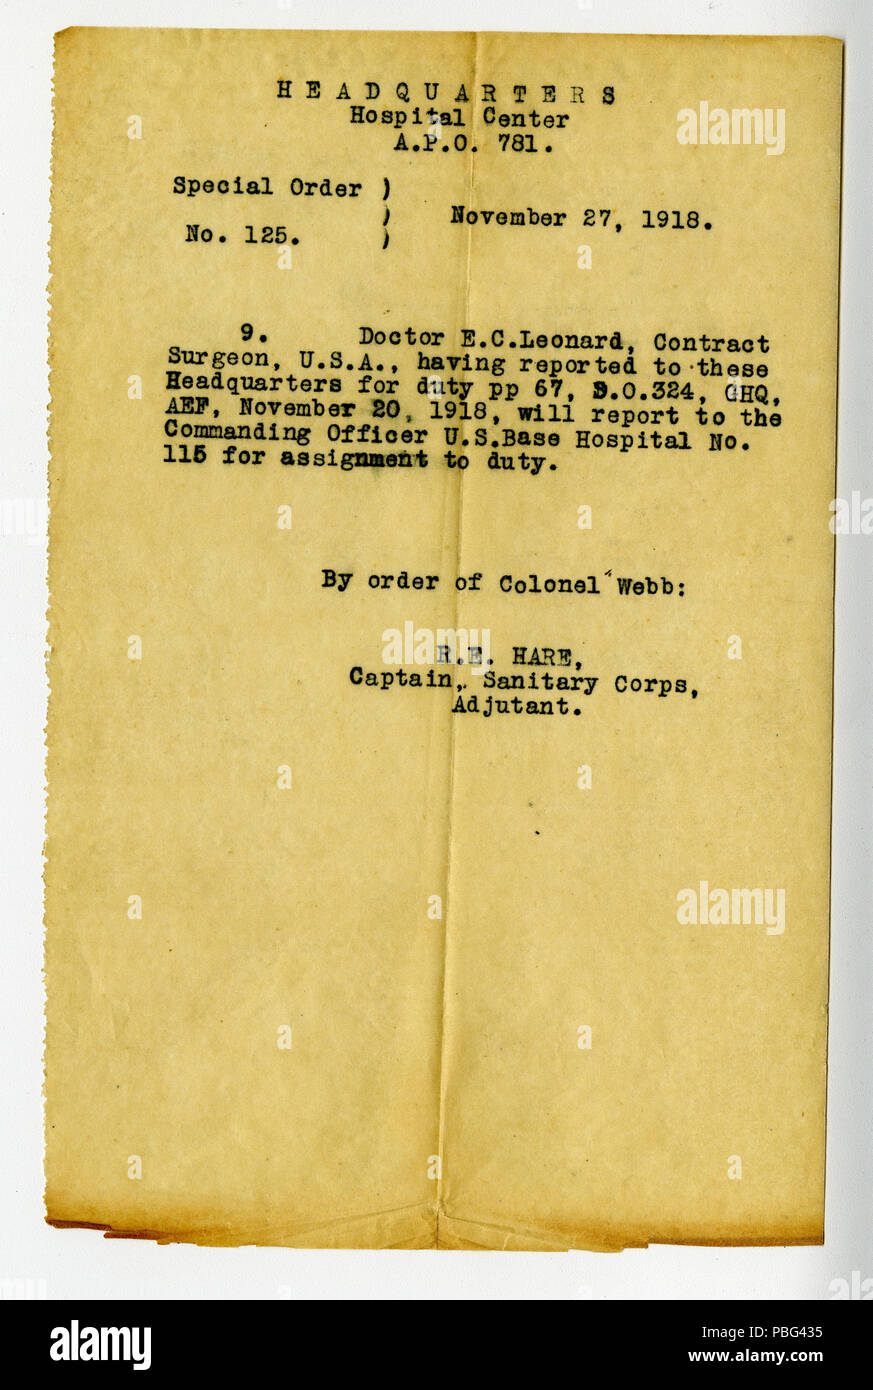 H E A D Q U A R T E R S
Hospital Center
A.P.O. 781.
Special Order )
) November 27, 1918.
No. 125. )
9. Doctor E.C.Leonard, Contract
Surgeon, U.S.A., having reported to these
Headquarters for duty pp 67, S.O.324, GHQ,
AEF, November 20, 1918, will report to the
Commanding Officer U.S.Base Hospital No.
115 for assignment to duty.
By order of Colonel Webb:
R.E. HARE,
Captain, Sanitary Corps,
Adjutant.
alamy
alamy
a alamy
Image ID: PBG435
www.alamy.com